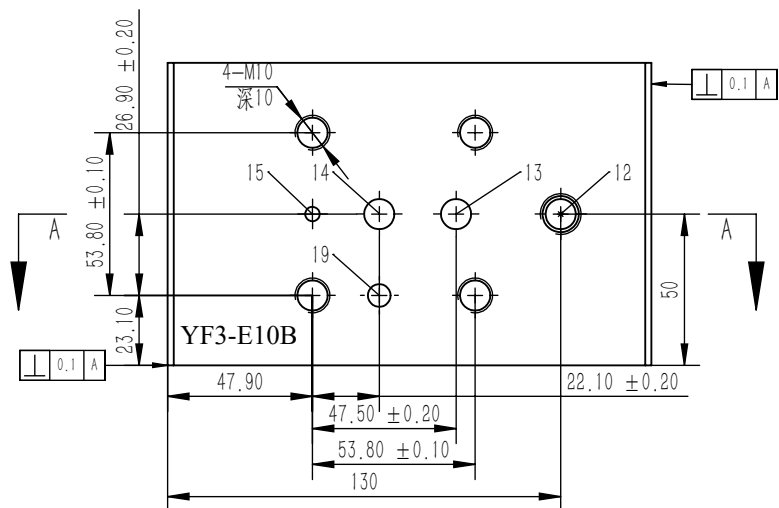 4-M10
深10
⊥ 0.1 A
26.90 ±0.20
53.80 ±0.10
23.10
15
14
13
12
19
A
A
50
YF3-E10B
⊥ 0.1 A
47.90
22.10 ±0.20
47.50 ±0.20
53.80 ±0.10
130